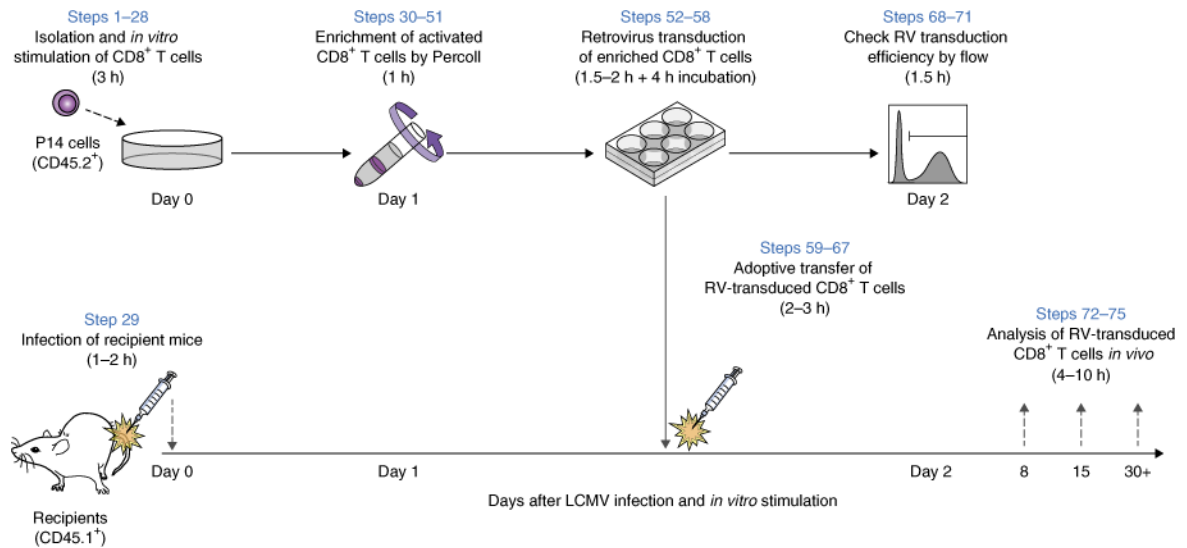 Steps 1–28
Isolation and in vitro
stimulation of CD8+ T cells
(3 h)
P14 cells
(CD45.2+)
Day 0
Steps 30–51
Enrichment of activated
CD8+ T cells by Percoll
(1 h)
Day 1
Steps 52–58
Retrovirus transduction
of enriched CD8+ T cells
(1.5–2 h + 4 h incubation)
Steps 68–71
Check RV transduction
efficiency by flow
(1.5 h)
Day 2
Steps 59–67
Adoptive transfer of
RV-transduced CD8+ T cells
(2–3 h)
Step 29
Infection of recipient mice
(1–2 h)
Recipients
(CD45.1+)
Steps 72–75
Analysis of RV-transduced
CD8+ T cells in vivo
(4–10 h)
Day 0
Day 1
Day 2
8
15
30+
Days after LCMV infection and in vitro stimulation